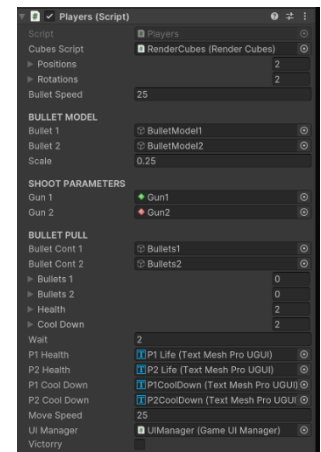 Players (Script)
Script Players
Cubes Script RenderCubes (Render Cubes)
Positions 2
Rotations 2
Bullet Speed 25
BULLET MODEL
Bullet 1 BulletModel1
Bullet 2 BulletModel2
Scale 0.25
SHOOT PARAMETERS
Gun 1 Gun1
Gun 2 Gun2
BULLET PULL
Bullet Cont 1 Bullets1
Bullet Cont 2 Bullets2
Bullets 1 0
Bullets 2 0
Health 2
Cool Down 2
Wait 2
P1 Health P1 Life (Text Mesh Pro UGUI)
P2 Health P2 Life (Text Mesh Pro UGUI)
P1 Cool Down P1CoolDown (Text Mesh Pro UGUI)
P2 Cool Down P2CoolDown (Text Mesh Pro UGUI
Move Speed 25
UI Manager UIManager (Game UI Manager)
Victorry